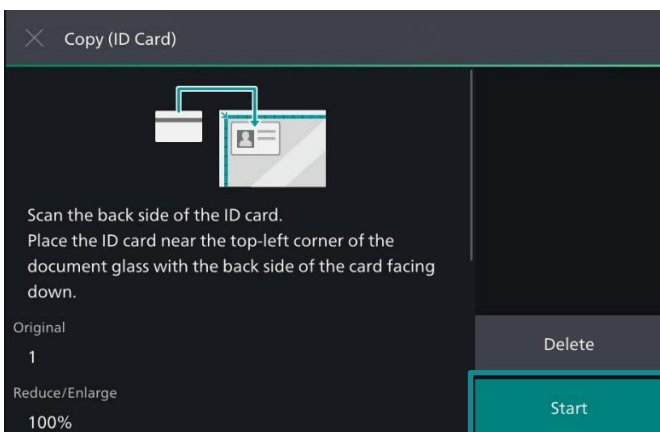 Copy (ID Card)
Scan the back side of the ID card.
Place the ID card near the top-left corner of the
document glass with the back side of the card facing
down.
Original
1
Reduce/Enlarge
100%
Delete
Start